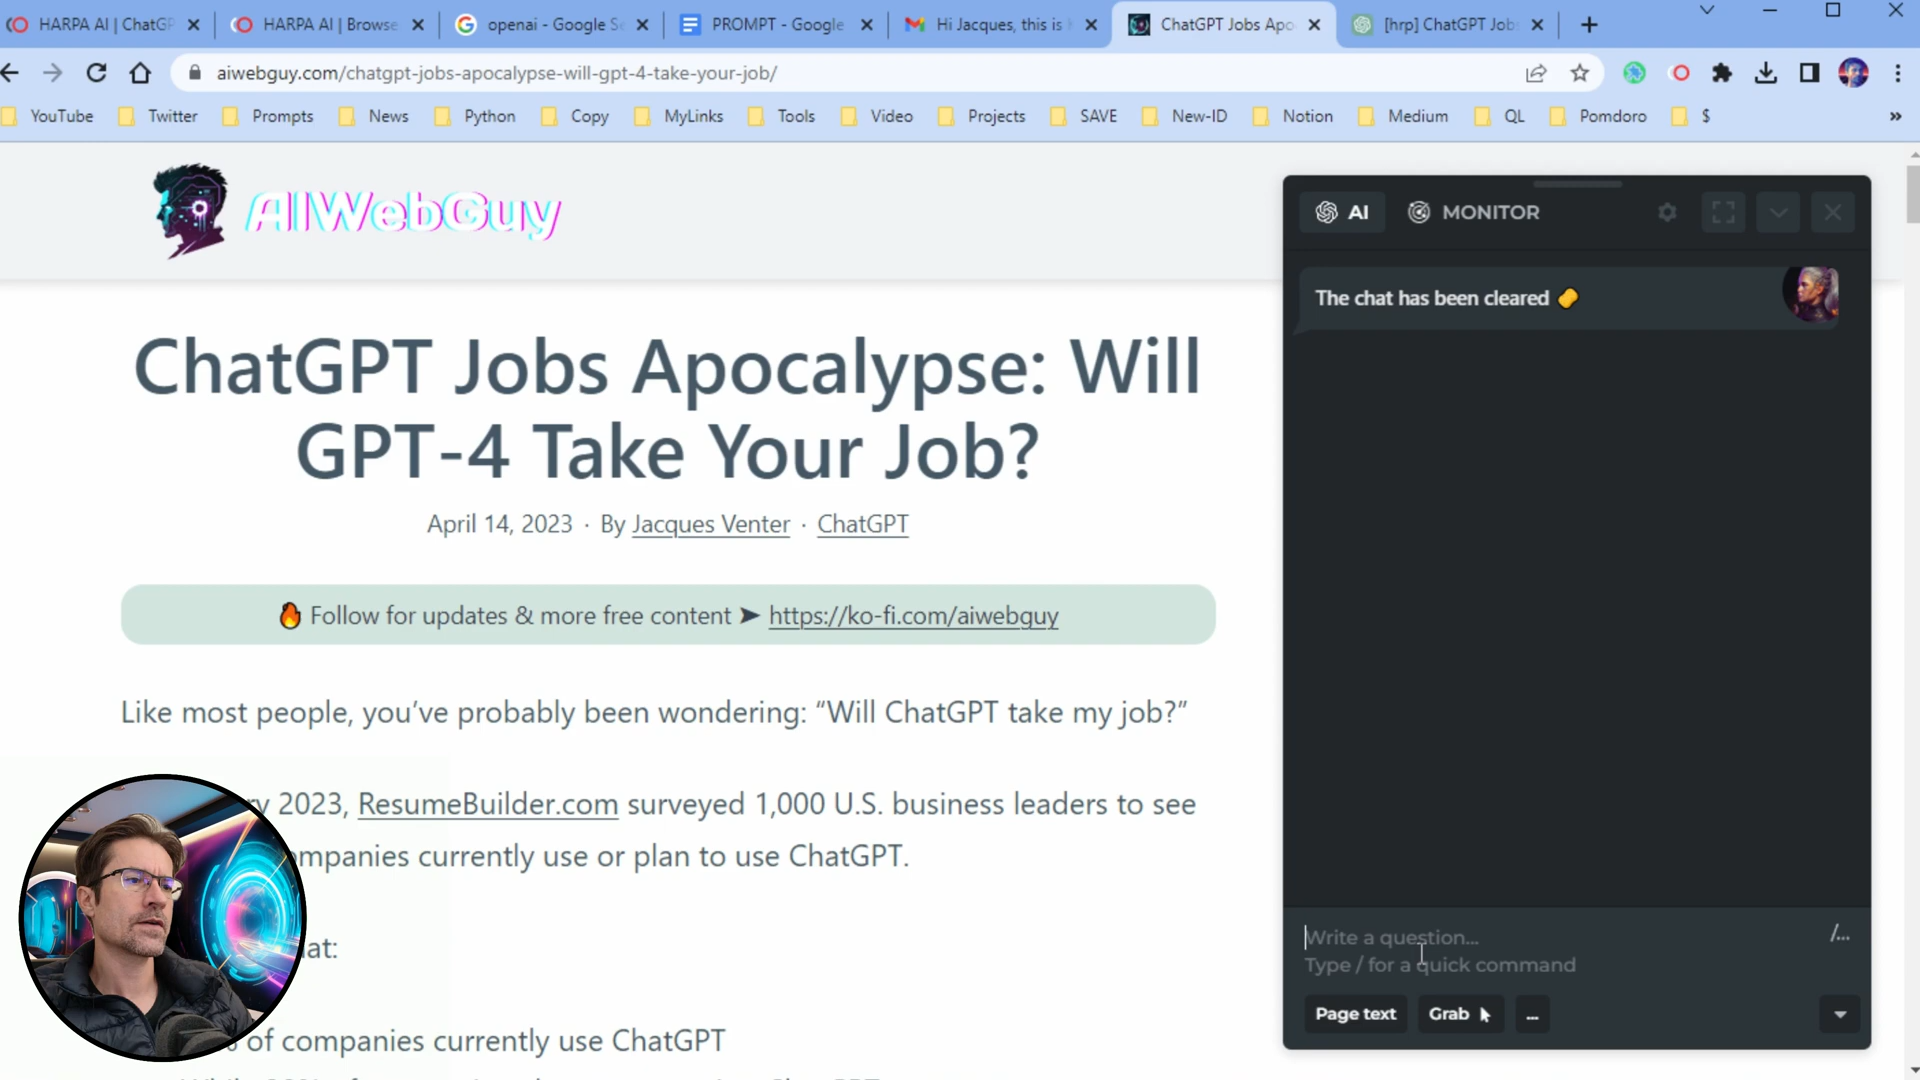 HARPA AI | ChatGP
HARPA AI | Browse
openai - Google Se
PROMPT - Google
Hi Jacques, this is
ChatGPT Jobs Apo
[hrp] ChatGPT Job
aiwebguy.com/chatgpt-jobs-apocalypse-will-gpt-4-take-your-job/
YouTube
Twitter
Prompts
News
Python
Copy
MyLinks
Tools
Video
Projects
SAVE
New-ID
Notion
Medium
QL
Pomdoro
$
»
AIWebGuy
ChatGPT Jobs Apocalypse: Will
GPT-4 Take Your Job?
April 14, 2023 · By Jacques Venter · ChatGPT
Follow for updates & more free content ➤ https://ko-fi.com/aiwebguy
Like most people, you’ve probably been wondering: “Will ChatGPT take my job?”
2023, ResumeBuilder.com surveyed 1,000 U.S. business leaders to see
ompanies currently use or plan to use ChatGPT.
at:
of companies currently use ChatGPT
AI
MONITOR
The chat has been cleared
Write a question...
Type / for a quick command
/...
Page text
Grab
...